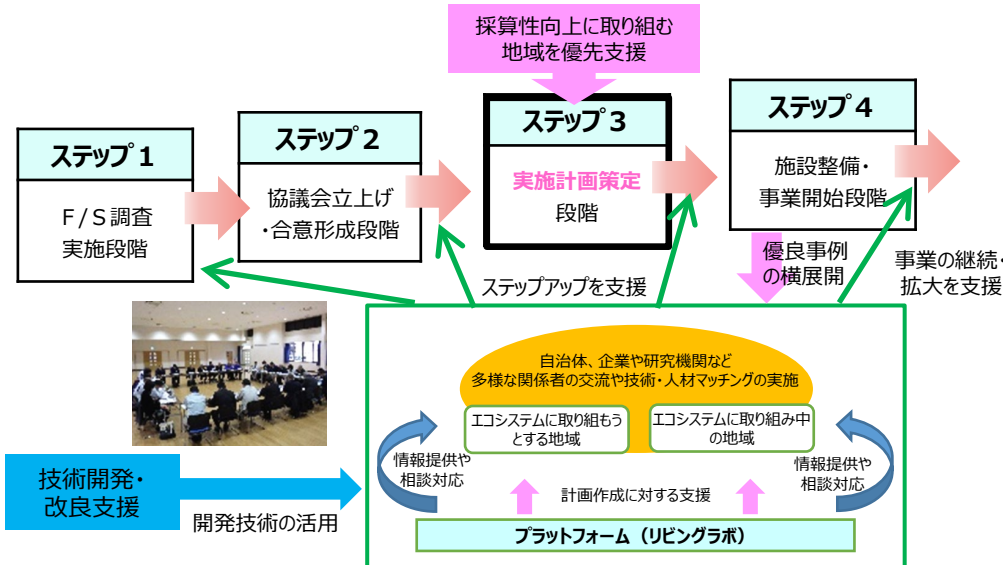 採算性向上に取り組む
地域を優先支援
ステップ１
Ｆ/Ｓ調査
実施段階
ステップ２
協議会立上げ
・合意形成段階
ステップ３
実施計画策定
段階
ステップ４
施設整備・
事業開始段階
優良事例
の横展開
事業の継続・
拡大を支援
ステップアップを支援
自治体、企業や研究機関など
多様な関係者の交流や技術・人材マッチングの実施
エコシステムに取り組もう
とする地域
エコシステムに取り組み中
の地域
情報提供や
相談対応
計画作成に対する支援
情報提供や
相談対応
プラットフォーム（リビングラボ）
技術開発・
改良支援
開発技術の活用